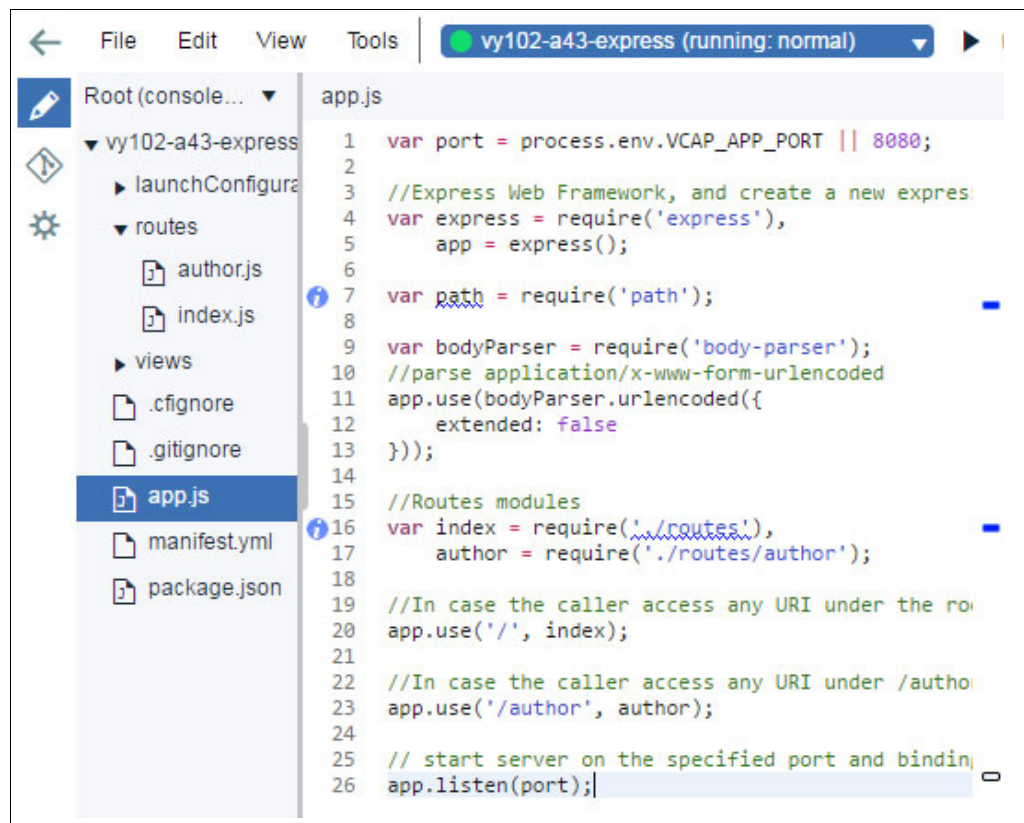 File Edit View Tools vy102-a43-express (running: normal)
Root (console... app.js
vy102-a43-express
launchConfigura
routes
author.js
index.js
views
.cfignore
.gitignore
app.js
manifest.yml
package.json
1 var port = process.env.VCAP_APP_PORT || 8080;
2
3 //Express Web Framework, and create a new expres
4 var express = require('express'),
5 app = express();
6
7 var path = require('path');
8
9 var bodyParser = require('body-parser');
10 //parse application/x-www-form-urlencoded
11 app.use(bodyParser.urlencoded({
12 extended: false
13 }));
14
15 //Routes modules
16 var index = require('./routes'),
17 author = require('./routes/author');
18
19 //In case the caller access any URI under the ro
20 app.use('/', index);
21
22 //In case the caller access any URI under /autho
23 app.use('/author', author);
24
25 // start server on the specified port and bindin
26 app.listen(port);